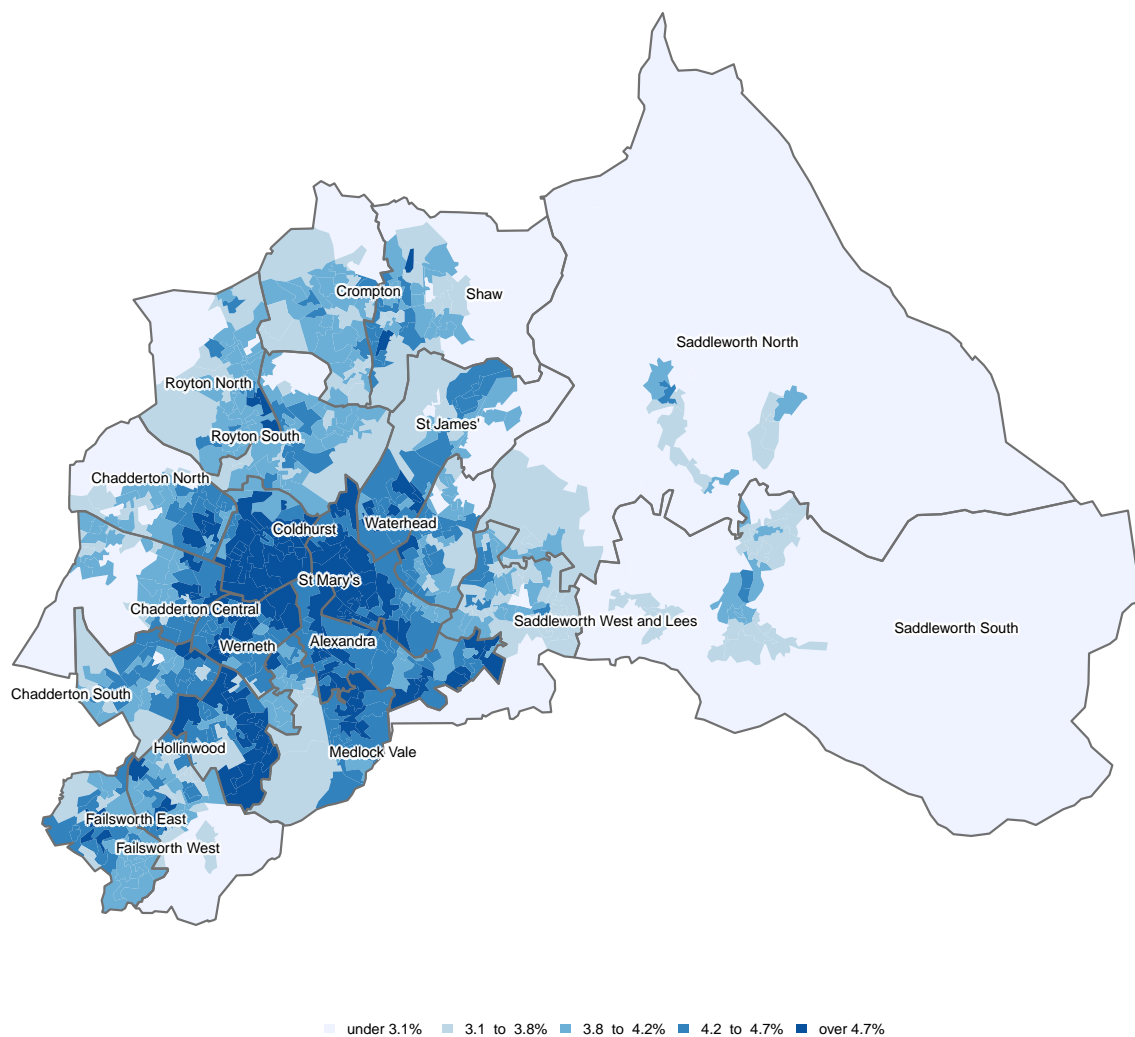 Crompton
Shaw
Saddleworth North
Royton North
St James'
Royton South
Chadderton North
Coldhurst
Waterhead
St Mary's
Chadderton Central
Saddleworth West and Lees
Saddleworth South
Werneth
Alexandra
Chadderton South
Hollinwood
Medlock Vale
Failsworth East
Failsworth West
under 3.1% 3.1 to 3.8% 3.8 to 4.2% 4.2 to 4.7% over 4.7%